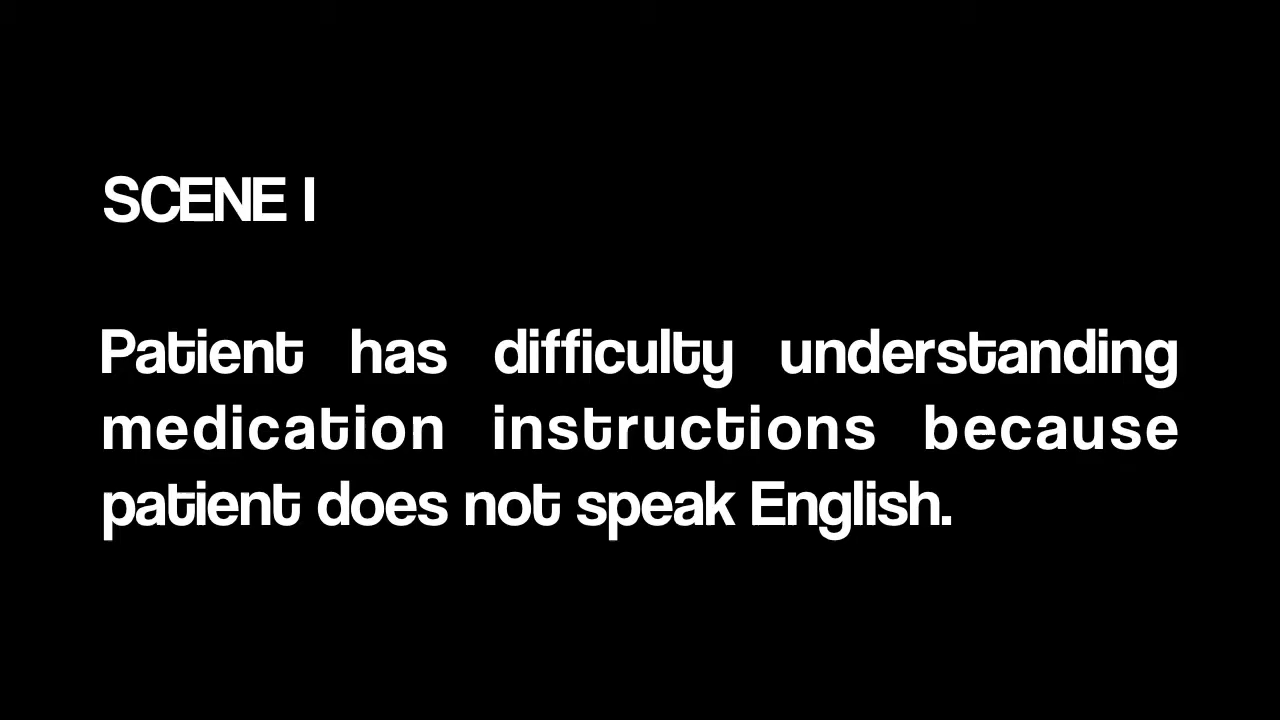 SCENE I
Patient has difficulty understanding
medication instructions because
patient does not speak English.